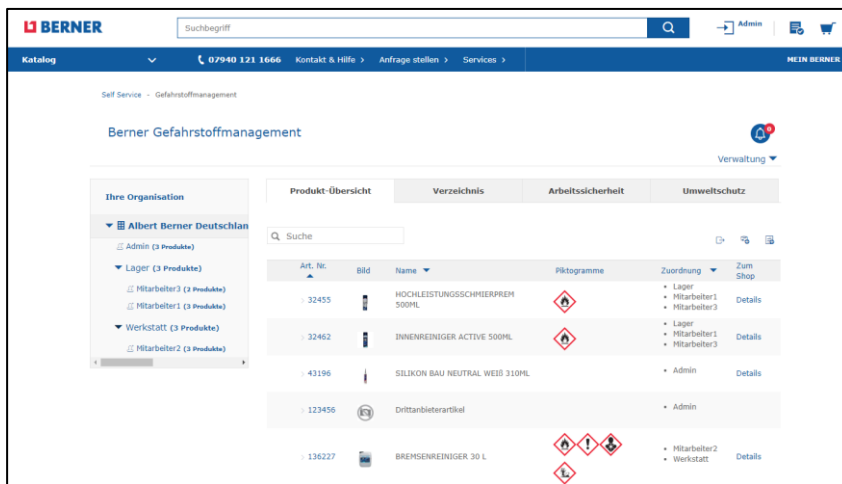 BERNER
Suchbegriff
Admin
Katalog
07940 121 1666
Kontakt & Hilfe >
Anfrage stellen >
Services >
MEIN BERNER
Self Service - Gefahrstoffmanagement
Berner Gefahrstoffmanagement
Verwaltung
Ihre Organisation
Albert Berner Deutschlan
Admin (3 Produkte)
Lager (3 Produkte)
Mitarbeiter3 (2 Produkte)
Mitarbeiter1 (3 Produkte)
Werkstatt (3 Produkte)
Mitarbeiter2 (3 Produkte)
Produkt-Übersicht
Verzeichnis
Arbeitssicherheit
Umweltschutz
Suche
Art. Nr.
Bild
Name
Piktogramme
Zuordnung
Zum
Shop
32455
HOCHLEISTUNGSSCHMIERPREM
500ML
• Lager
• Mitarbeiter1
• Mitarbeiter3
Details
32462
INNENREINIGER ACTIVE 500ML
• Lager
• Mitarbeiter1
• Mitarbeiter3
Details
43196
SILIKON BAU NEUTRAL WEIß 310ML
• Admin
Details
123456
Drittanbieterartikel
• Admin
136227
BREMSENREINIGER 30 L
• Mitarbeiter2
• Werkstatt
Details